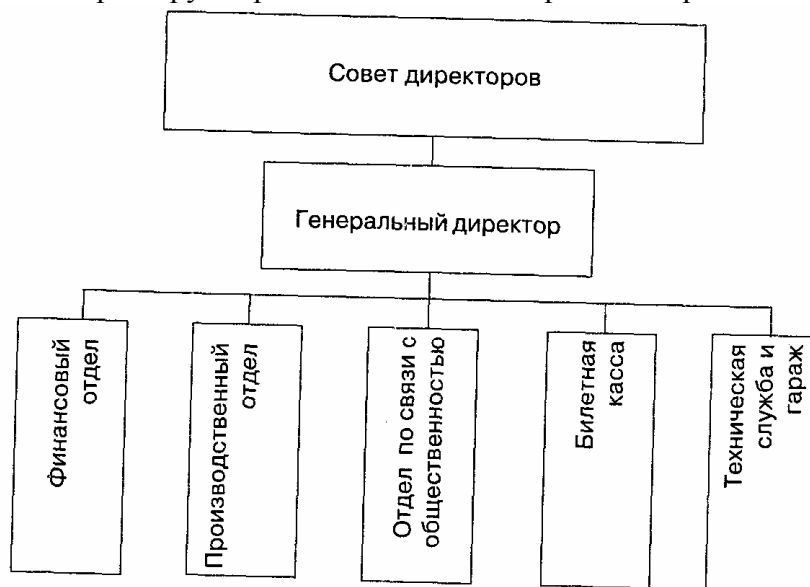 Совет директоров
Генеральный директор
Финансовый
отдел
Производственный
отдел
Отдел по связи с
общественностью
Билетная
касса
Техническая
служба и
гараж